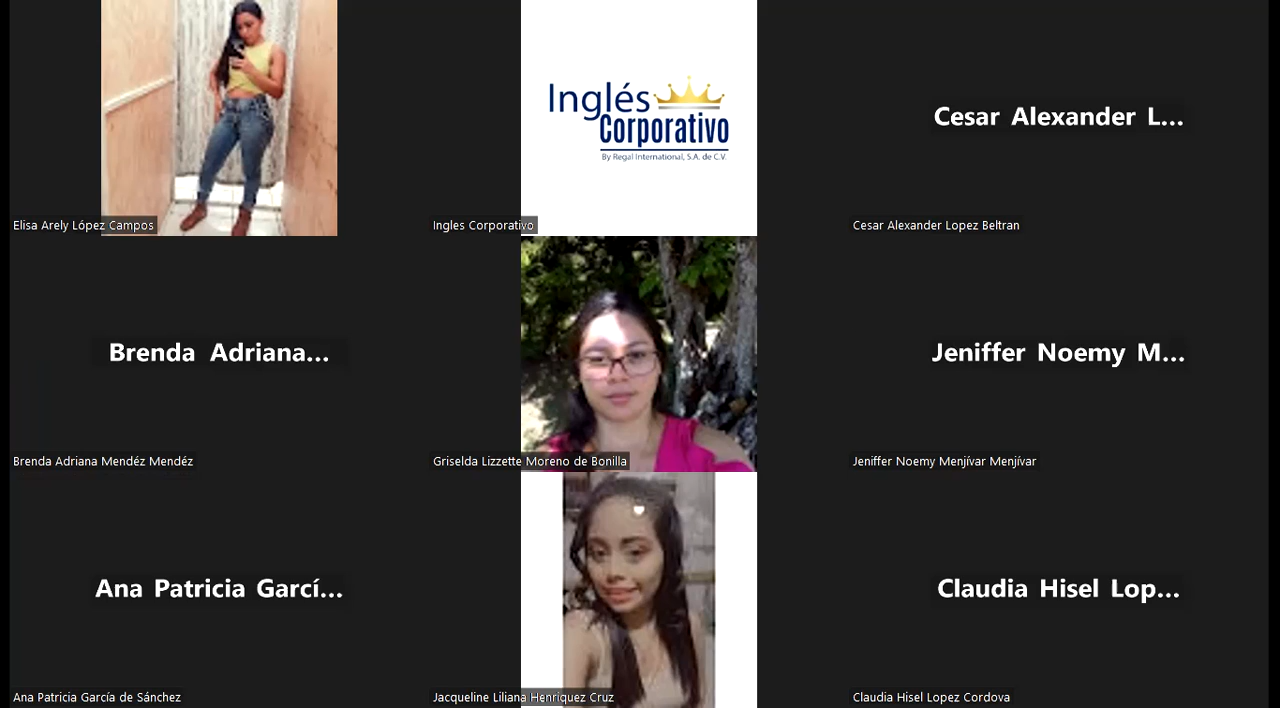 Inglés
Corporativo
By Regal International, S.A. de C.V.
Cesar Alexander L...
Elisa Arely López Campos
Ingles Corporativo
Cesar Alexander Lopez Beltran
Brenda Adriana...
Jeniffer Noemy M...
Brenda Adriana Mendéz Mendéz
Griselda Lizzette Moreno de Bonilla
Jeniffer Noemy Menjívar Menjívar
Ana Patricia Garcí...
Claudia Hisel Lop...
Ana Patricia García de Sánchez
Jacqueline Liliana Henriquez Cruz
Claudia Hisel Lopez Cordova